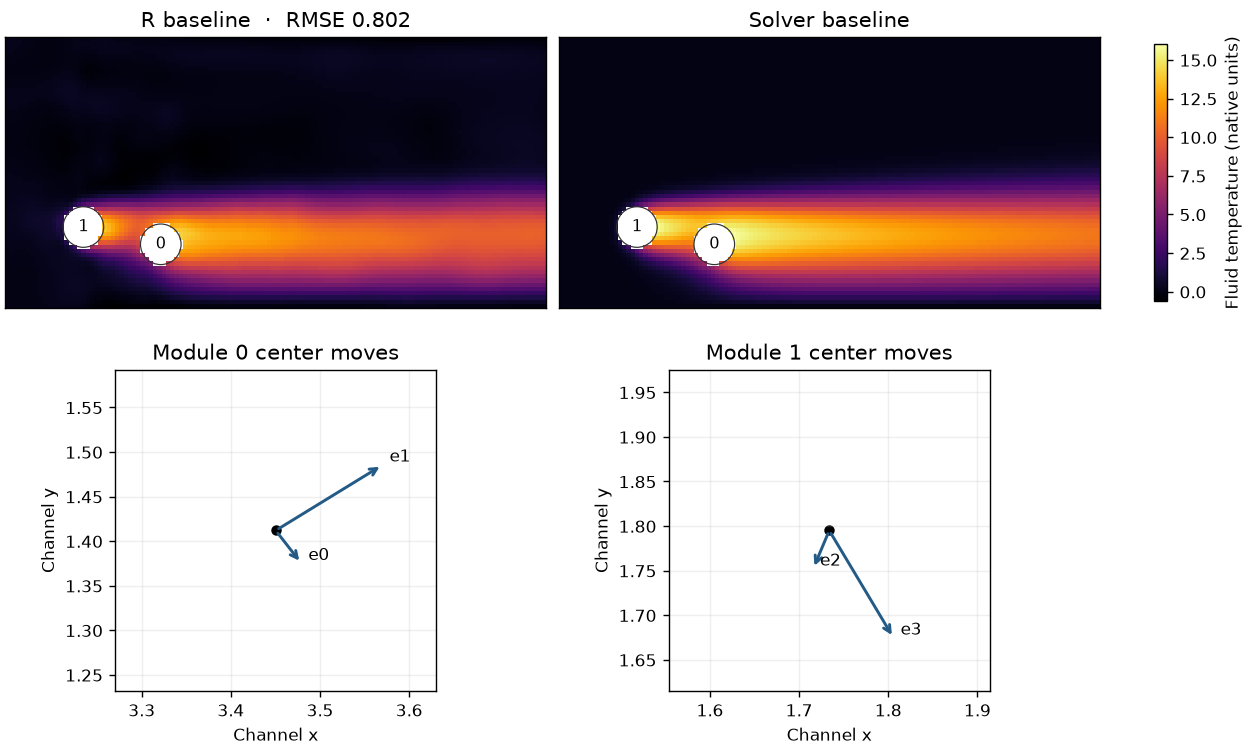 R baseline · RMSE 0.802
Solver baseline
1
0
1
0
15.0
12.5
10.0
7.5
5.0
2.5
0.0
Fluid temperature (native units)
Module 0 center moves
1.55
1.50
1.45
1.40
1.35
1.30
1.25
Channel y
e1
e0
3.3
3.4
3.5
3.6
Channel x
Module 1 center moves
1.95
1.90
1.85
1.80
1.75
1.70
1.65
Channel y
e2
e3
1.6
1.7
1.8
1.9
Channel x